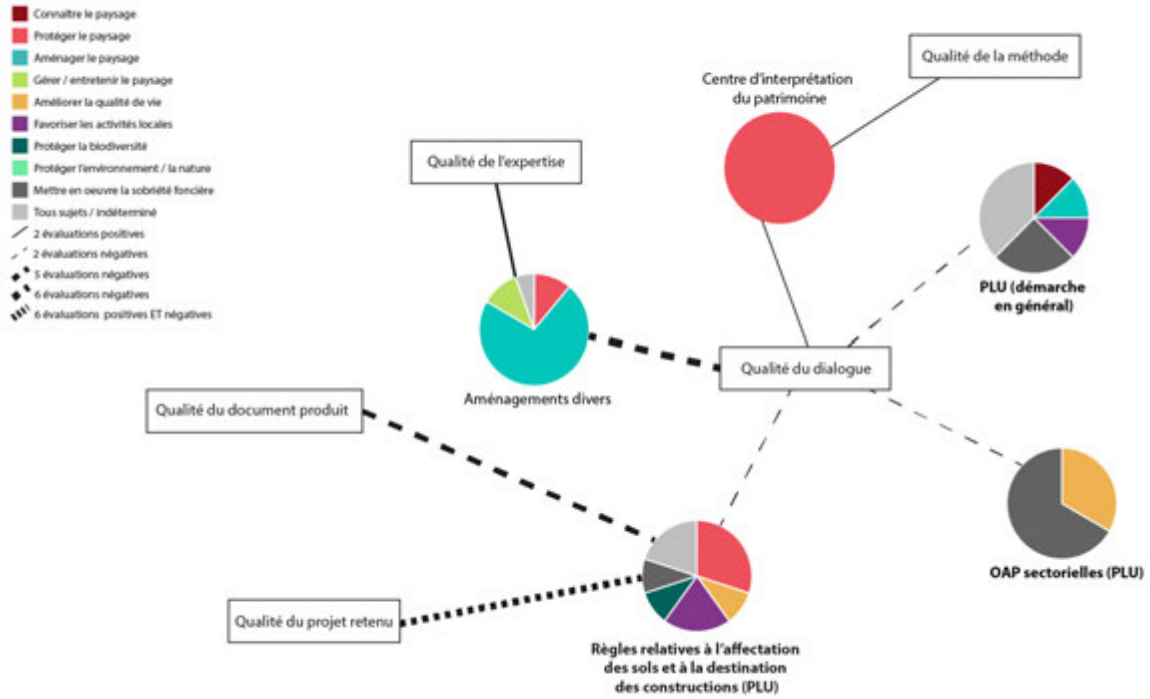 Connaître le paysage
Protéger le paysage
Aménager le paysage
Gérer / entretenir le paysage
Améliorer la qualité de vie
Favoriser les activités locales
Protéger la biodiversité
Protéger l'environnement / la nature
Mettre en oeuvre la sobriété foncière
Tous sujets / indéterminé
2 évaluations positives
2 évaluations négatives
5 évaluations négatives
6 évaluations négatives
6 évaluations positives ET négatives
Qualité de la méthode
Centre d'interprétation
du patrimoine
Qualité de l'expertise
PLU (démarche
en général)
Qualité du dialogue
Aménagements divers
Qualité du document produit
OAP sectorielles (PLU)
Qualité du projet retenu
Règles relatives à l'affectation
des sols et à la destination
des constructions (PLU)